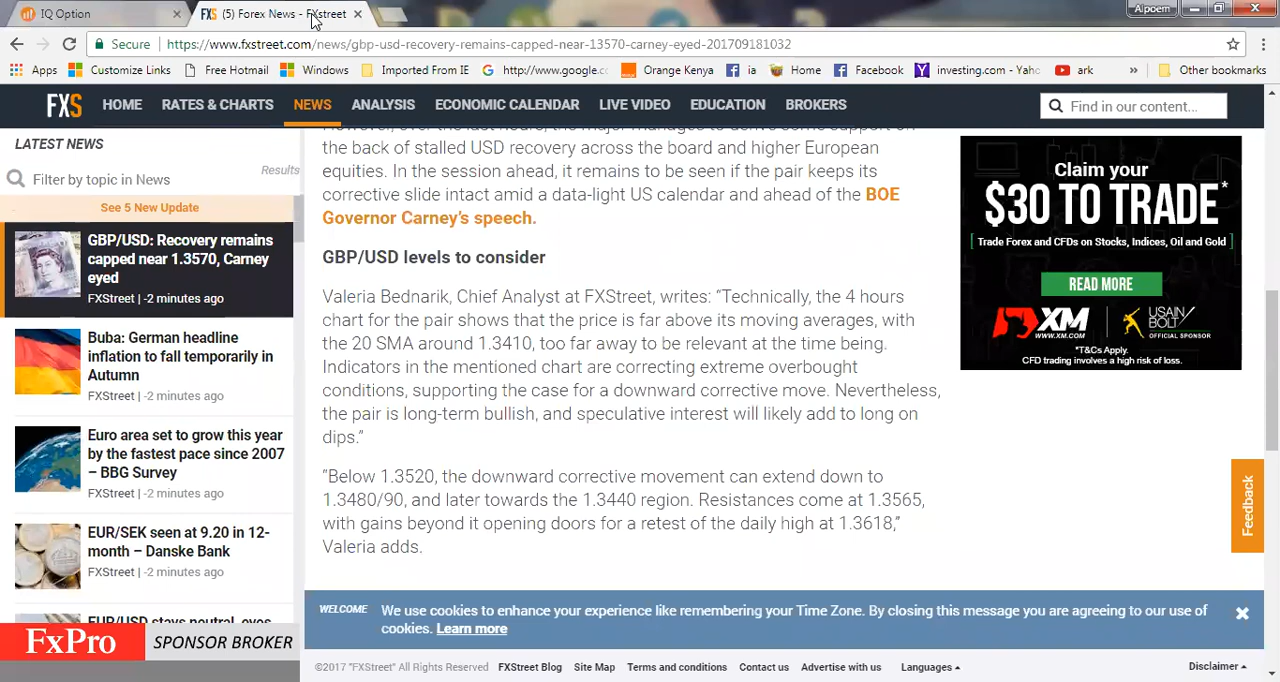 IQ Option
FXS (5) Forex News - FXstreet
Alpoem
Secure https://www.fxstreet.com/news/gbp-usd-recovery-remains-capped-near-13570-carney-eyed-201709181032
Apps Customize Links Free Hotmail Windows Imported From IE http://www.google.cc Orange Kenya ia Home Facebook investing.com - Yaho ark » Other bookmarks
FXS HOME RATES & CHARTS NEWS ANALYSIS ECONOMIC CALENDAR LIVE VIDEO EDUCATION BROKERS Find in our content...
LATEST NEWS
Results
Filter by topic in News
See 5 New Update
GBP/USD: Recovery remains
capped near 1.3570, Carney
eyed
FXStreet | -2 minutes ago
Buba: German headline
inflation to fall temporarily in
Autumn
FXStreet | -2 minutes ago
Euro area set to grow this year
by the fastest pace since 2007
– BBG Survey
FXStreet | -2 minutes ago
EUR/SEK seen at 9.20 in 12-
month – Danske Bank
FXStreet | -2 minutes ago
EUR/USD stays neutral, eyes
FxPro SPONSOR BROKER
However, over the last hours, the major manages to derive some support on
the back of stalled USD recovery across the board and higher European
equities. In the session ahead, it remains to be seen if the pair keeps its
corrective slide intact amid a data-light US calendar and ahead of the BOE
Governor Carney’s speech.
GBP/USD levels to consider
Valeria Bednarik, Chief Analyst at FXStreet, writes: “Technically, the 4 hours
chart for the pair shows that the price is far above its moving averages, with
the 20 SMA around 1.3410, too far away to be relevant at the time being.
Indicators in the mentioned chart are correcting extreme overbought
conditions, supporting the case for a downward corrective move. Nevertheless,
the pair is long-term bullish, and speculative interest will likely add to long on
dips.”
“Below 1.3520, the downward corrective movement can extend down to
1.3480/90, and later towards the 1.3440 region. Resistances come at 1.3565,
with gains beyond it opening doors for a retest of the daily high at 1.3618,”
Valeria adds.
Claim your
$30 TO TRADE*
[ Trade Forex and CFDs on Stocks, Indices, Oil and Gold ]
READ MORE
XM
WWW.XM.COM
USAIN
BOLT
OFFICIAL SPONSOR
*T&Cs Apply.
CFD trading involves a high risk of loss.
Feedback
WELCOME We use cookies to enhance your experience like remembering your Time Zone. By closing this message you are agreeing to our use of
cookies. Learn more
©2017 "FXStreet" All Rights Reserved FXStreet Blog Site Map Terms and conditions Contact us Advertise with us Languages Disclaimer